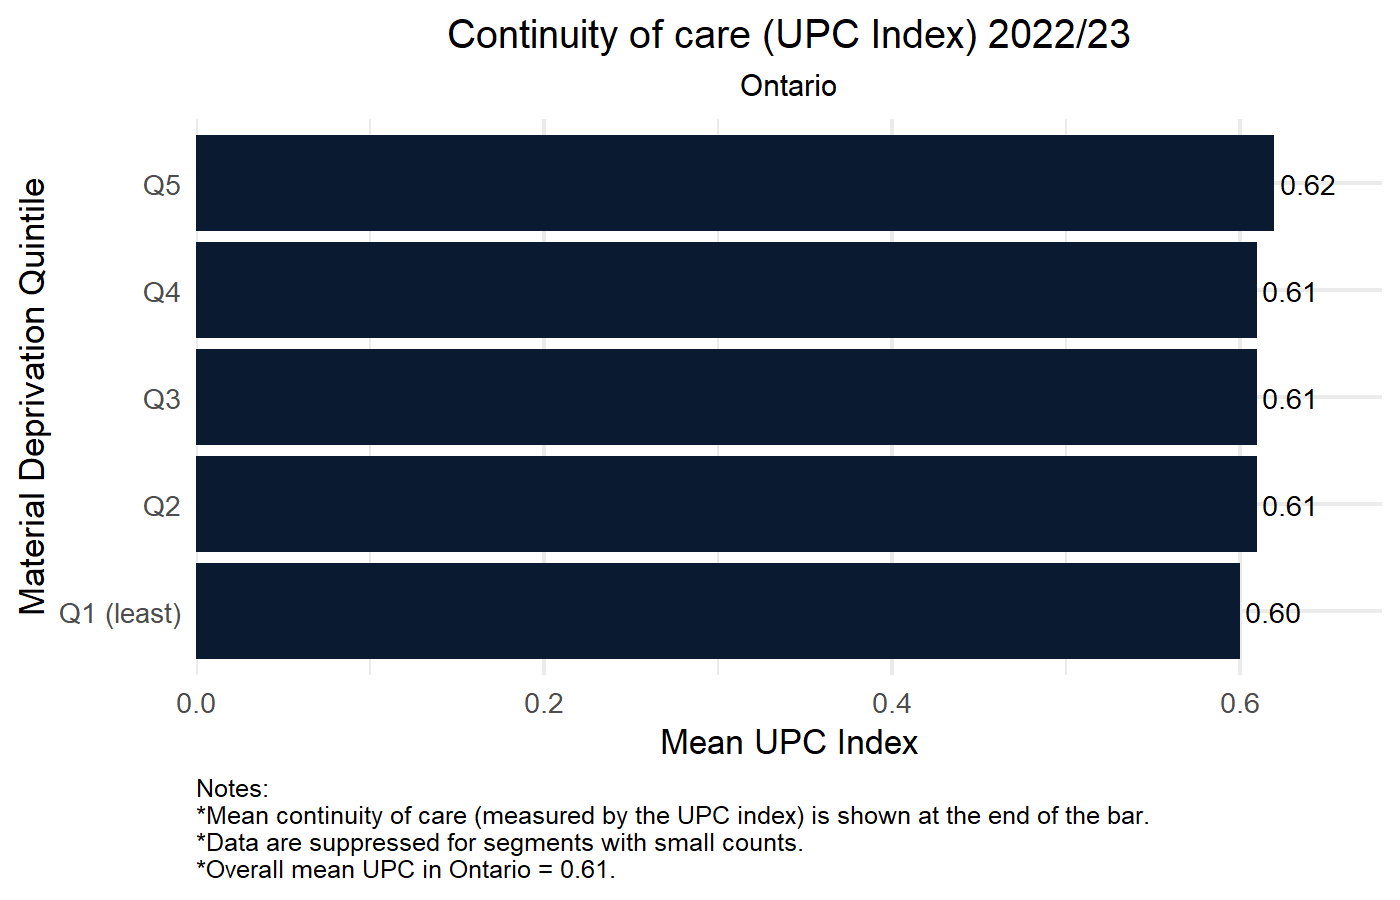 Continuity of care (UPC Index) 2022/23
Ontario
Material Deprivation Quintile
Q5
0.62
Q4
0.61
Q3
0.61
Q2
0.61
Q1 (least)
0.60
0.0
0.2
0.4
0.6
Mean UPC Index
Notes:
*Mean continuity of care (measured by the UPC index) is shown at the end of the bar.
*Data are suppressed for segments with small counts.
*Overall mean UPC in Ontario = 0.61.